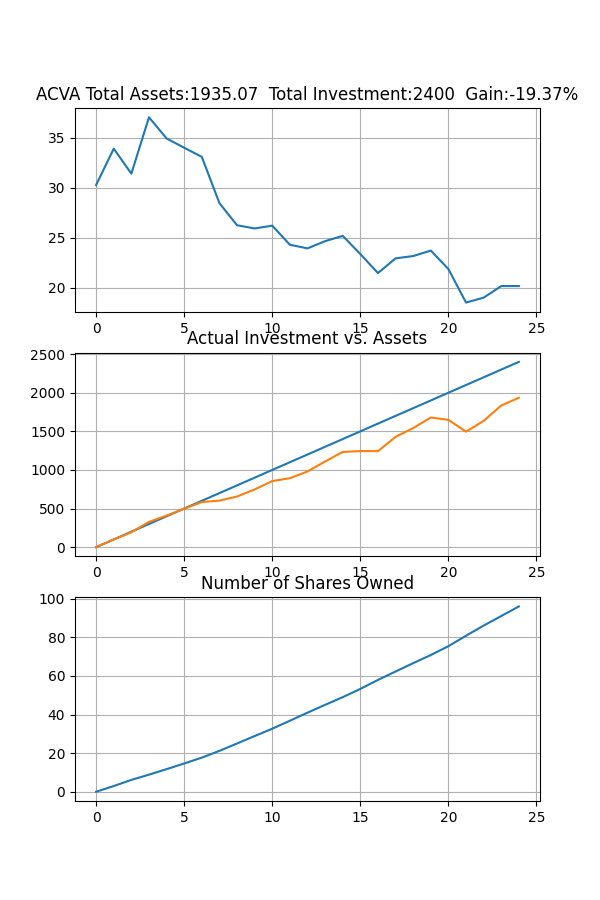 ACVA Total Assets:1935.07  Total Investment:2400  Gain:-19.37%
35
30
25
20
0 5 10 15 20 25
Actual Investment vs. Assets
2500
2000
1500
1000
500
0
0 5 10 15 20 25
Number of Shares Owned
100
80
60
40
20
0
0 5 10 15 20 25